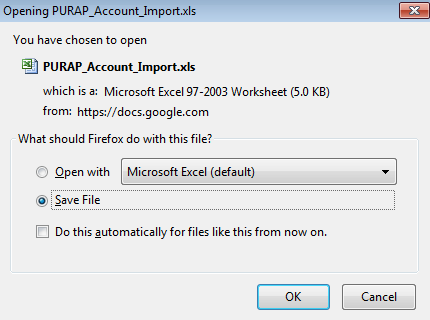 Opening PURAP_Account_Import.xls
You have chosen to open
PURAP_Account_Import.xls
which is a: Microsoft Excel 97-2003 Worksheet (5.0 KB)
from: https://docs.google.com
What should Firefox do with this file?
Open with Microsoft Excel (default)
Save File
Do this automatically for files like this from now on.
OK Cancel